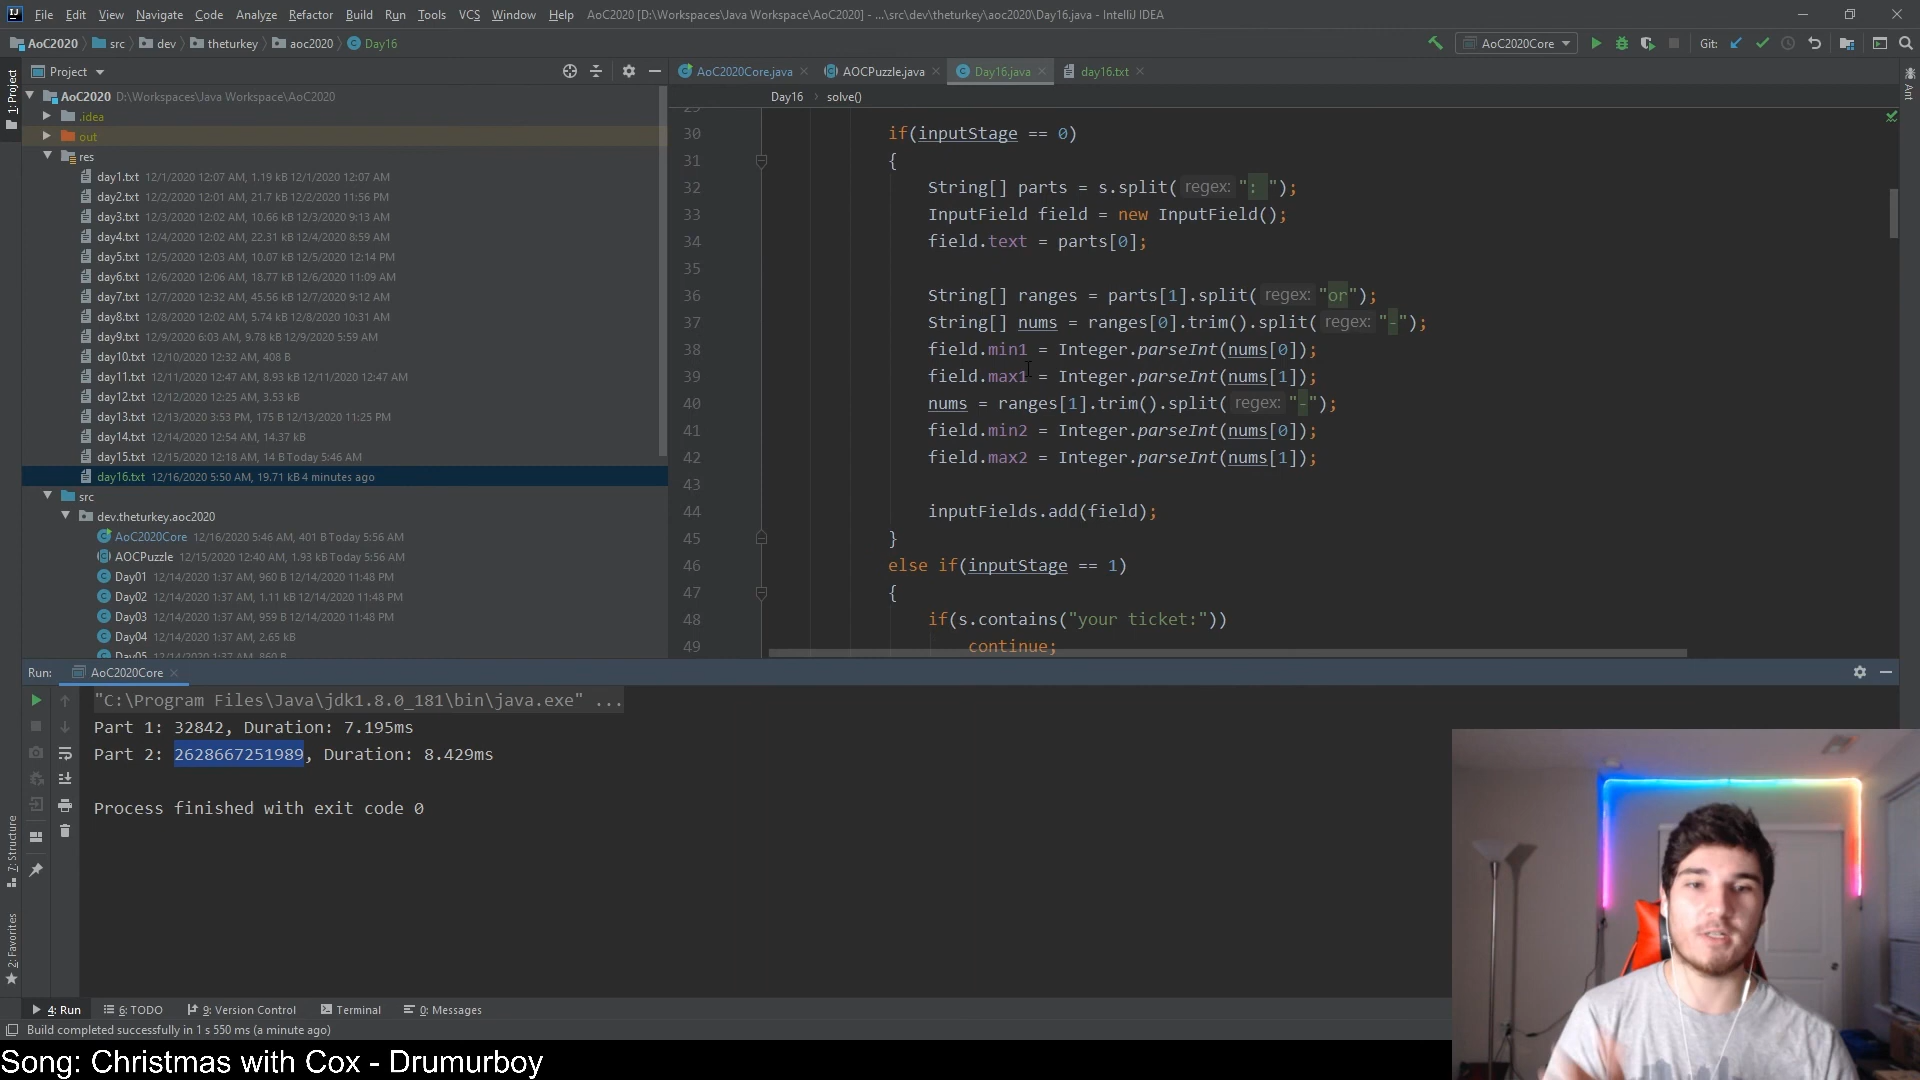 File Edit View Navigate Code Analyze Refactor Build Run Tools VCS Window Help AoC2020 [D:\Workspaces\Java Workspace\AoC2020] - ...\src\dev\theturkey\aoc2020\Day16.java - IntelliJ IDEA
AoC2020 src dev theturkey aoc2020 Day16
AoC2020Core Git:
1: Project
Project
AoC2020Core.java AOCPuzzle.java Day16.java day16.txt
Day16 solve()
AoC2020 D:\Workspaces\Java Workspace\AoC2020
.idea
out
res
day1.txt 12/1/2020 12:07 AM, 1.19 kB 12/1/2020 12:07 AM
day2.txt 12/2/2020 12:01 AM, 21.7 kB 12/2/2020 11:56 PM
day3.txt 12/3/2020 12:02 AM, 10.66 kB 12/3/2020 9:13 AM
day4.txt 12/4/2020 12:02 AM, 22.31 kB 12/4/2020 8:59 AM
day5.txt 12/5/2020 12:03 AM, 10.07 kB 12/5/2020 12:14 PM
day6.txt 12/6/2020 12:06 AM, 18.77 kB 12/6/2020 11:09 AM
day7.txt 12/7/2020 12:32 AM, 45.56 kB 12/7/2020 9:12 AM
day8.txt 12/8/2020 12:02 AM, 5.74 kB 12/8/2020 10:31 AM
day9.txt 12/9/2020 6:03 AM, 9.78 kB 12/9/2020 5:59 AM
day10.txt 12/10/2020 12:32 AM, 408 B
day11.txt 12/11/2020 12:47 AM, 8.93 kB 12/11/2020 12:47 AM
day12.txt 12/12/2020 12:25 AM, 3.53 kB
day13.txt 12/13/2020 3:53 PM, 175 B 12/13/2020 11:25 PM
day14.txt 12/14/2020 12:54 AM, 14.37 kB
day15.txt 12/15/2020 12:18 AM, 14 B Today 5:46 AM
day16.txt 12/16/2020 5:50 AM, 19.71 kB 4 minutes ago
src
dev.theturkey.aoc2020
AoC2020Core 12/16/2020 5:46 AM, 401 B Today 5:56 AM
AOCPuzzle 12/15/2020 12:40 AM, 1.93 kB Today 5:56 AM
Day01 12/14/2020 1:37 AM, 960 B 12/14/2020 11:48 PM
Day02 12/14/2020 1:37 AM, 1.11 kB 12/14/2020 11:48 PM
Day03 12/14/2020 1:37 AM, 959 B 12/14/2020 11:48 PM
Day04 12/14/2020 1:37 AM, 2.65 kB
Day05 12/14/2020 1:37 AM, 860 B
29
30 if(inputStage == 0)
31 {
32 String[] parts = s.split( regex: ": ");
33 InputField field = new InputField();
34 field.text = parts[0];
35
36 String[] ranges = parts[1].split( regex: "or");
37 String[] nums = ranges[0].trim().split( regex: "-");
38 field.min1 = Integer.parseInt(nums[0]);
39 field.max1 = Integer.parseInt(nums[1]);
40 nums = ranges[1].trim().split( regex: "-");
41 field.min2 = Integer.parseInt(nums[0]);
42 field.max2 = Integer.parseInt(nums[1]);
43
44 inputFields.add(field);
45 }
46 else if(inputStage == 1)
47 {
48 if(s.contains("your ticket:"))
49 continue;
Ant
Run: AoC2020Core
"C:\Program Files\Java\jdk1.8.0_181\bin\java.exe" ...
Part 1: 32842, Duration: 7.195ms
Part 2: 2628667251989, Duration: 8.429ms
Process finished with exit code 0
7: Structure
2: Favorites
4: Run 6: TODO 9: Version Control Terminal 0: Messages
Build completed successfully in 1 s 550 ms (a minute ago)
Song: Christmas with Cox - Drumurboy